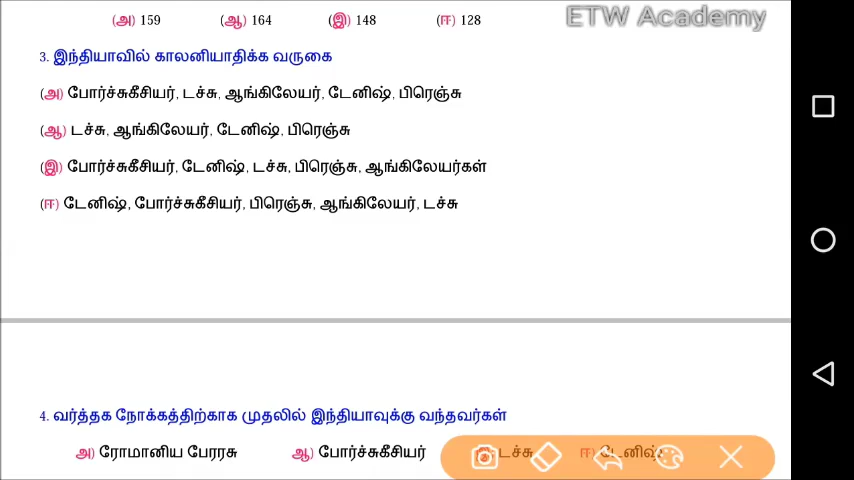 (அ) 159 (ஆ) 164 (இ) 148 (ஈ) 128
ETW Academy
3. இந்தியாவில் காலனியாதிக்க வருகை
(அ) போர்ச்சுகீசியர், டச்சு, ஆங்கிலேயர், டேனிஷ், பிரெஞ்சு
(ஆ) டச்சு, ஆங்கிலேயர், டேனிஷ், பிரெஞ்சு
(இ) போர்ச்சுகீசியர், டேனிஷ், டச்சு, பிரெஞ்சு, ஆங்கிலேயர்கள்
(ஈ) டேனிஷ், போர்ச்சுகீசியர், பிரெஞ்சு, ஆங்கிலேயர், டச்சு
4. வர்த்தக நோக்கத்திற்காக முதலில் இந்தியாவுக்கு வந்தவர்கள்
அ) ரோமானிய பேரரசு ஆ) போர்ச்சுகீசியர் டச்சு ஈ) டேனிஷ்